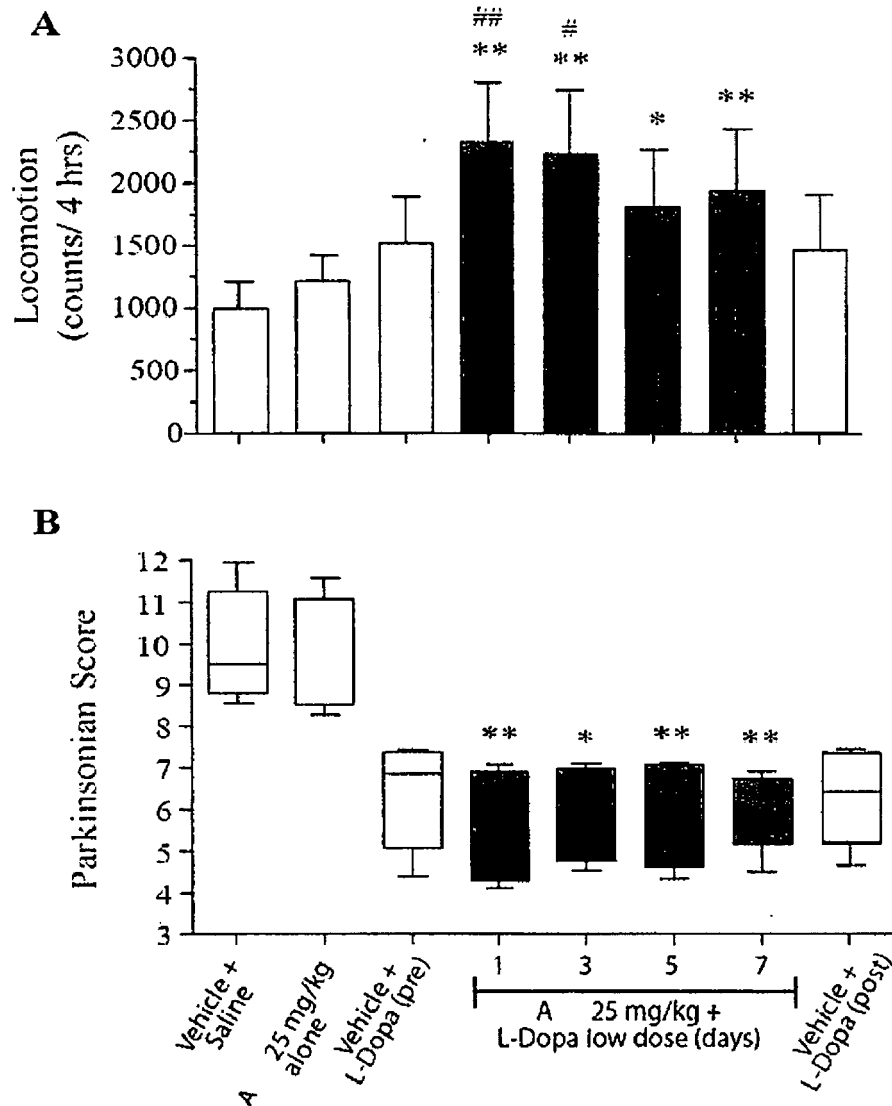 A
##
#
**
**
*
**
3000
2500
2000
1500
1000
500
0
Locomotion
(counts/ 4 hrs)
B
12
11
10
9
8
7
6
5
4
3
Parkinsonian Score
**
*
**
**
1
3
5
7
Vehicle +
Saline
A 25 mg/kg
alone
Vehicle +
L-Dopa (pre)
A 25 mg/kg +
L-Dopa low dose (days)
Vehicle +
L-Dopa (post)